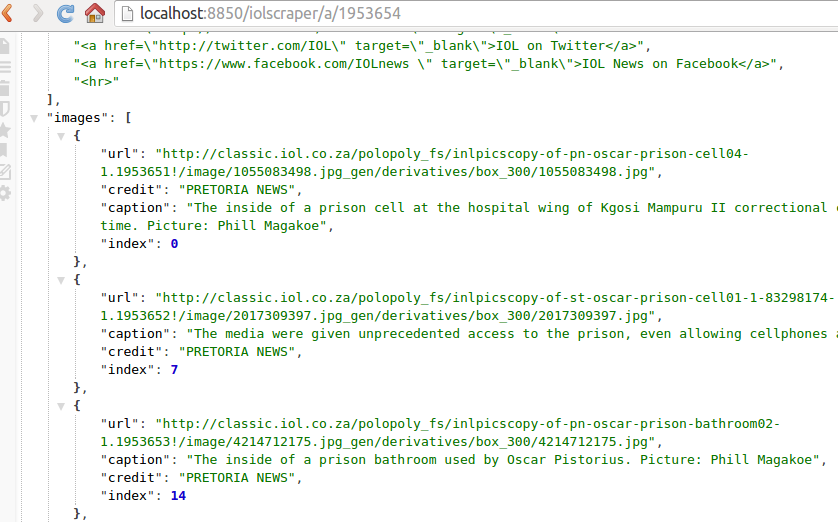 localhost:8850/iolscraper/a/1953654
"<a href=\"http://twitter.com/IOL\" target=\"_blank\">IOL on Twitter</a>",
"<a href=\"https://www.facebook.com/IOLnews \" target=\"_blank\">IOL News on Facebook</a>",
"<hr>"
],
"images": [
{
"url": "http://classic.iol.co.za/polopoly_fs/inlpicscopy-of-pn-oscar-prison-cell04-
1.1953651!/image/1055083498.jpg_gen/derivatives/box_300/1055083498.jpg",
"credit": "PRETORIA NEWS",
"caption": "The inside of a prison cell at the hospital wing of Kgosi Mampuru II correctional
time. Picture: Phill Magakoe",
"index": 0
},
{
"url": "http://classic.iol.co.za/polopoly_fs/inlpicscopy-of-st-oscar-prison-cell01-1-83298174-
1.1953652!/image/2017309397.jpg_gen/derivatives/box_300/2017309397.jpg",
"caption": "The media were given unprecedented access to the prison, even allowing cellphones
"credit": "PRETORIA NEWS",
"index": 7
},
{
"url": "http://classic.iol.co.za/polopoly_fs/inlpicscopy-of-pn-oscar-prison-bathroom02-
1.1953653!/image/4214712175.jpg_gen/derivatives/box_300/4214712175.jpg",
"caption": "The inside of a prison bathroom used by Oscar Pistorius. Picture: Phill Magakoe",
"credit": "PRETORIA NEWS",
"index": 14
},